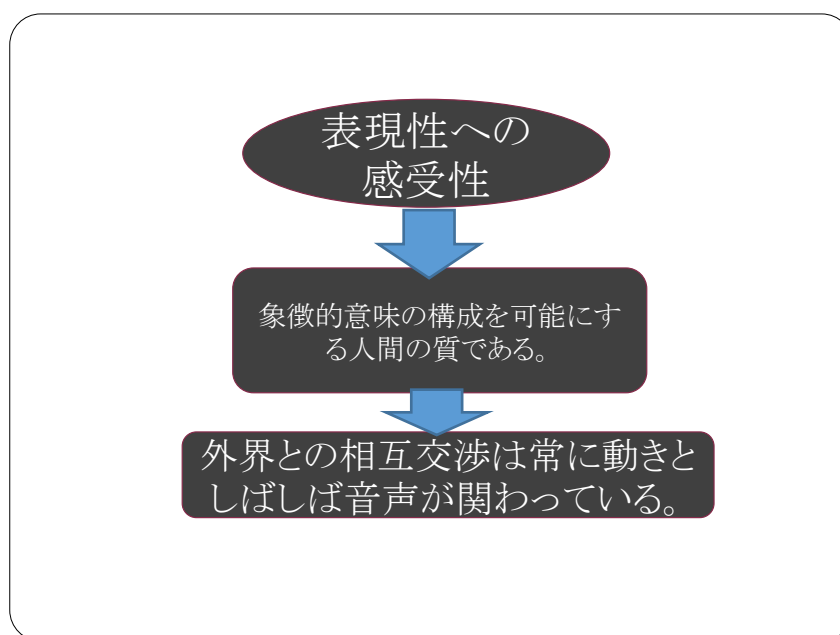 表現性への
感受性
象徴的意味の構成を可能にす
る人間の質である。
外界との相互交渉は常に動きと
しばしば音声が関わっている。